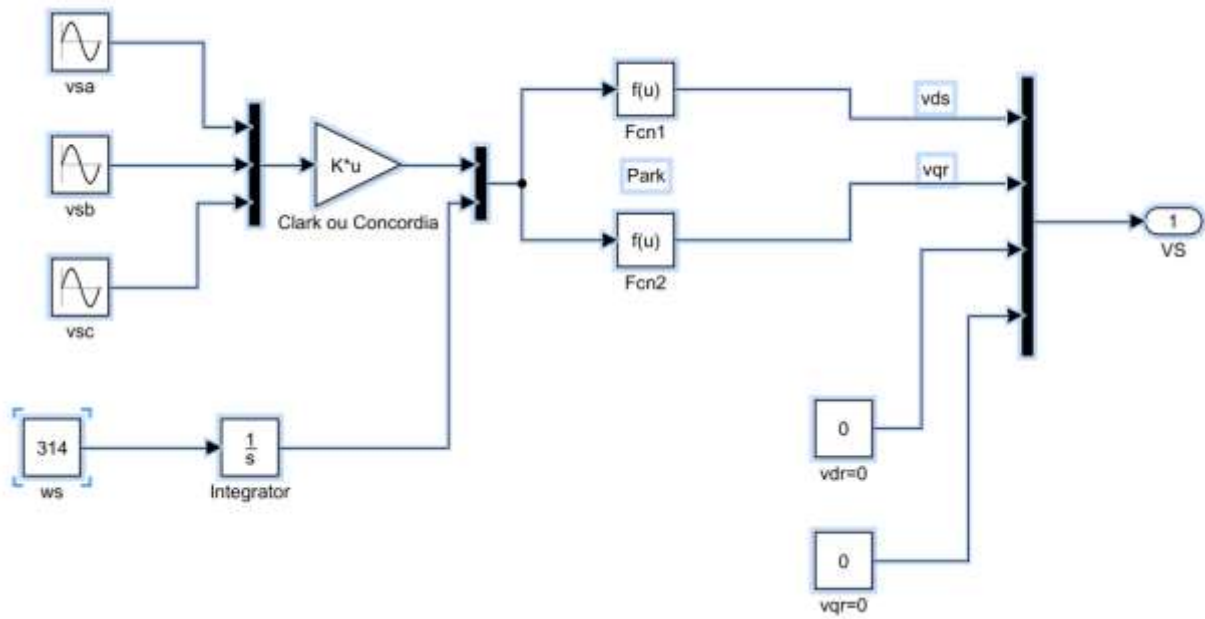 vsa
vsb
vsc
K*u
Clark ou Concordia
f(u)
Fcn1
Park
f(u)
Fcn2
vds
vqr
1
VS
314
ws
1
s
Integrator
0
vdr=0
0
vqr=0